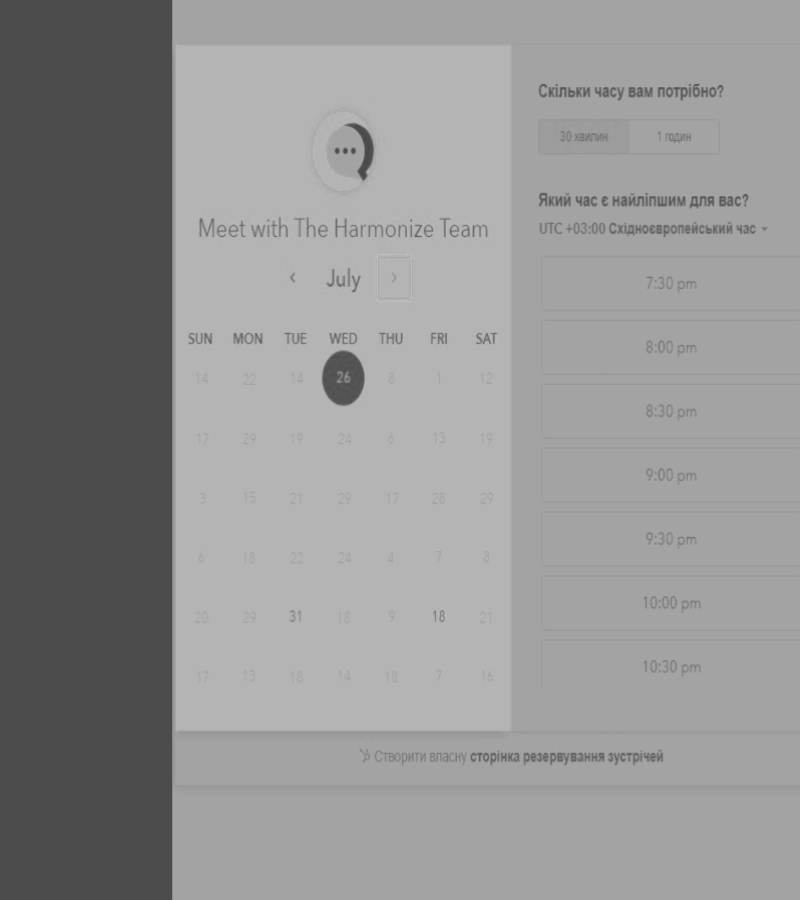 Meet with The Harmonize Team
July
SUN MON TUE WED THU FRI SAT
14 22 14 26 8 1 12
17 29 19 24 6 13 19
3 15 21 29 17 28 29
6 18 22 24 4 7 8
20 29 31 18 9 18 21
17 13 18 14 18 7 16
Скільки часу вам потрібно?
30 хвилин 1 годин
Який час є найліпшим для вас?
UTC +03:00 Східноєвропейський час
7:30 pm
8:00 pm
8:30 pm
9:00 pm
9:30 pm
10:00 pm
10:30 pm
Створити власну сторінка резервування зустрічей